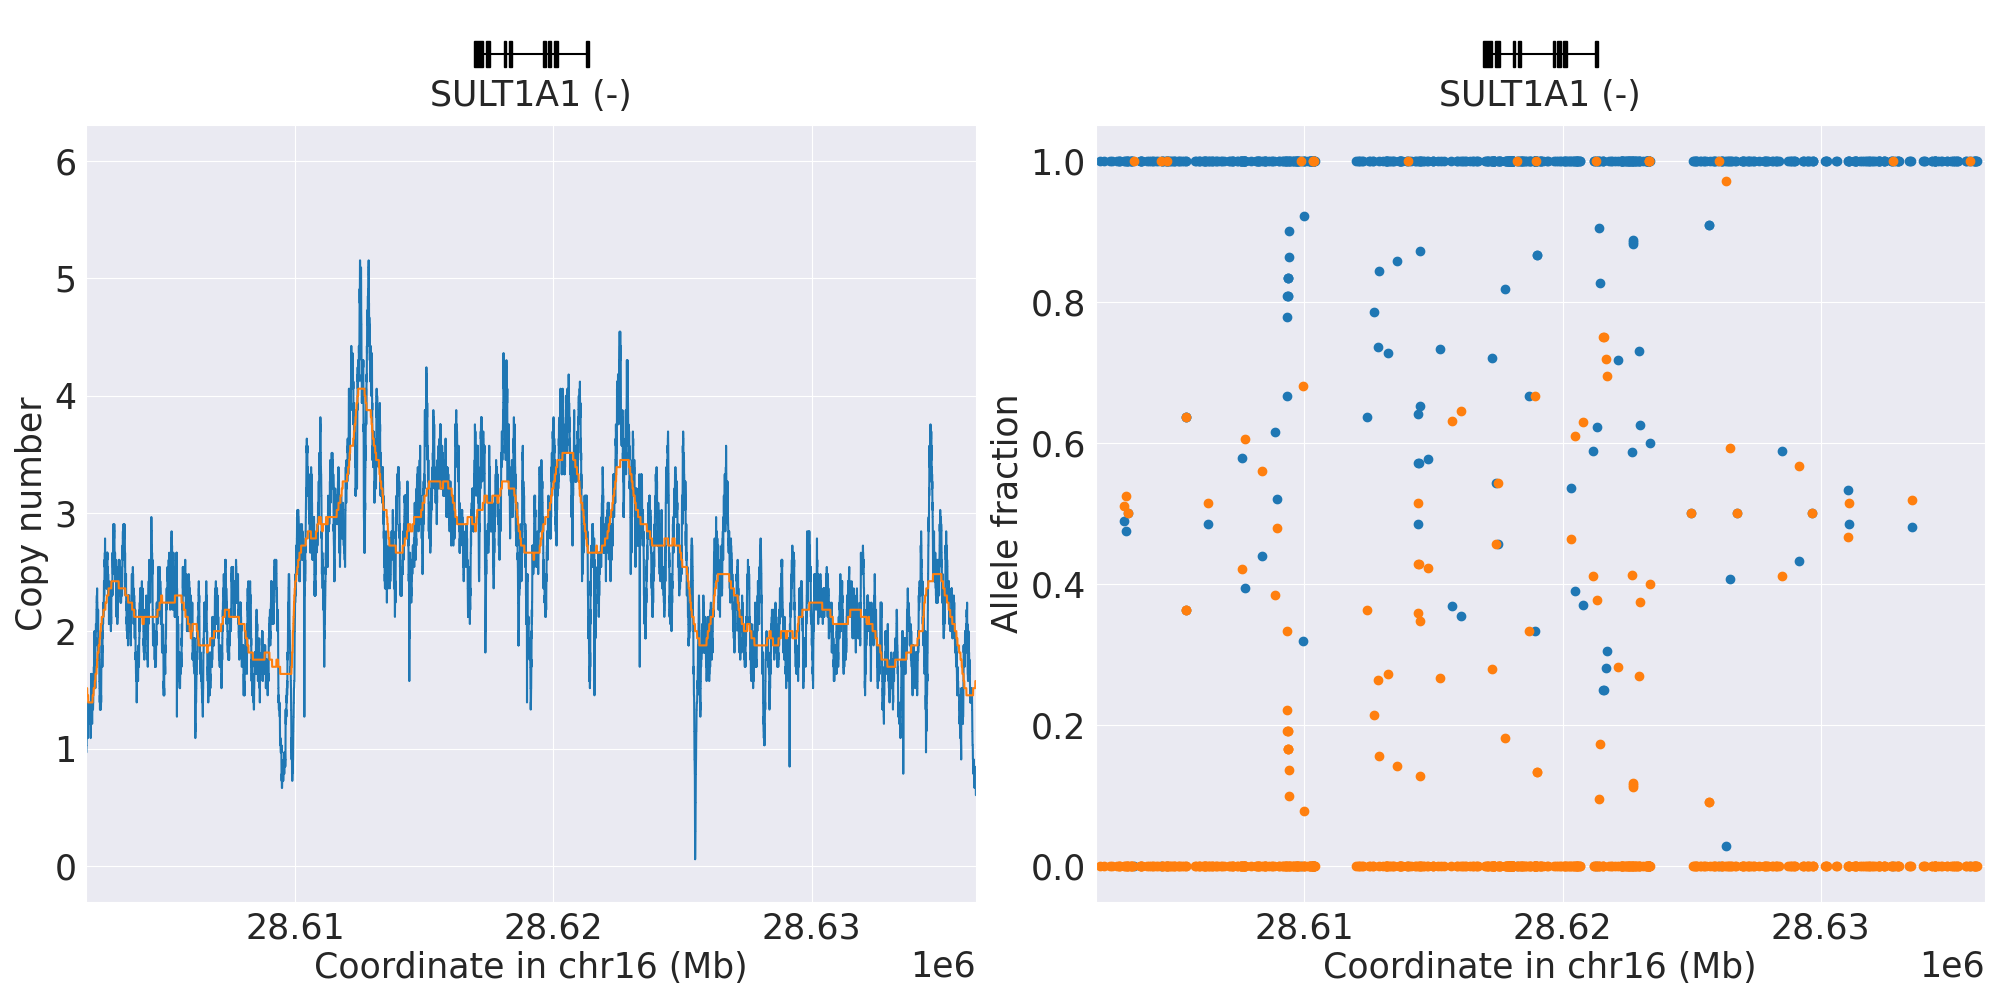 SULT1A1 (-)
6
5
4
3
2
1
0
Copy number
28.61
28.62
28.63
Coordinate in chr16 (Mb)
1e6
SULT1A1 (-)
1.0
0.8
0.6
0.4
0.2
0.0
Allele fraction
28.61
28.62
28.63
Coordinate in chr16 (Mb)
1e6